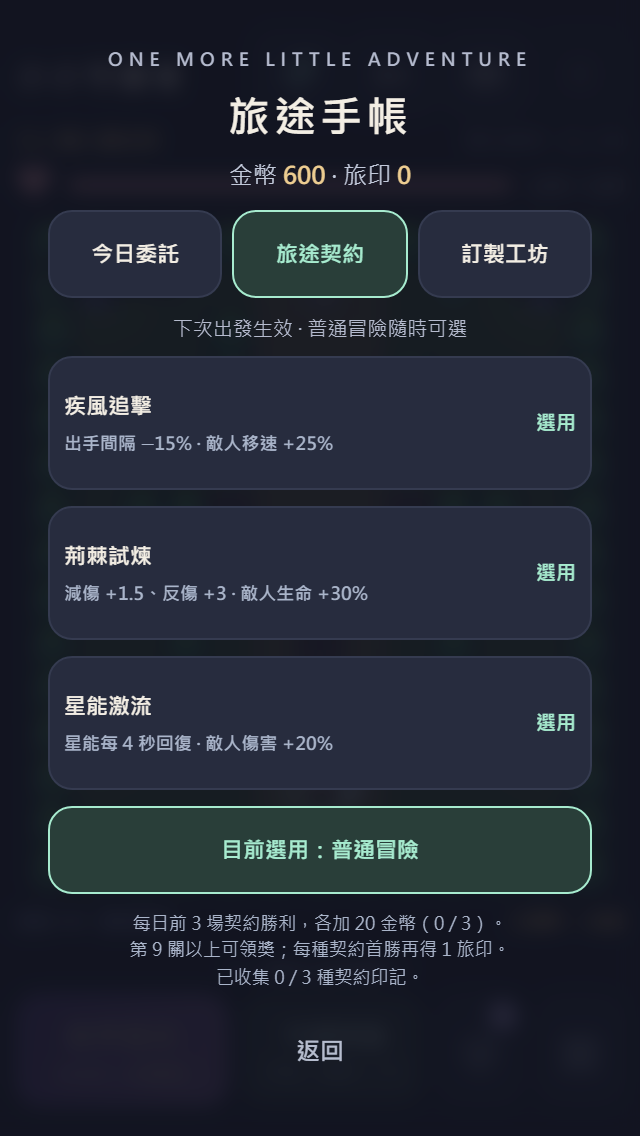 ONE MORE LITTLE ADVENTURE
旅途手帳
金幣 600 · 旅印 0
今日委託
旅途契約
訂製工坊
下次出發生效 · 普通冒險隨時可選
疾風追擊
出手間隔 −15% · 敵人移速 +25%
選用
荊棘試煉
減傷 +1.5、反傷 +3 · 敵人生命 +30%
選用
星能激流
星能每 4 秒回復 · 敵人傷害 +20%
選用
目前選用：普通冒險
每日前 3 場契約勝利，各加 20 金幣（0 / 3）。
第 9 關以上可領獎；每種契約首勝再得 1 旅印。
已收集 0 / 3 種契約印記。
返回